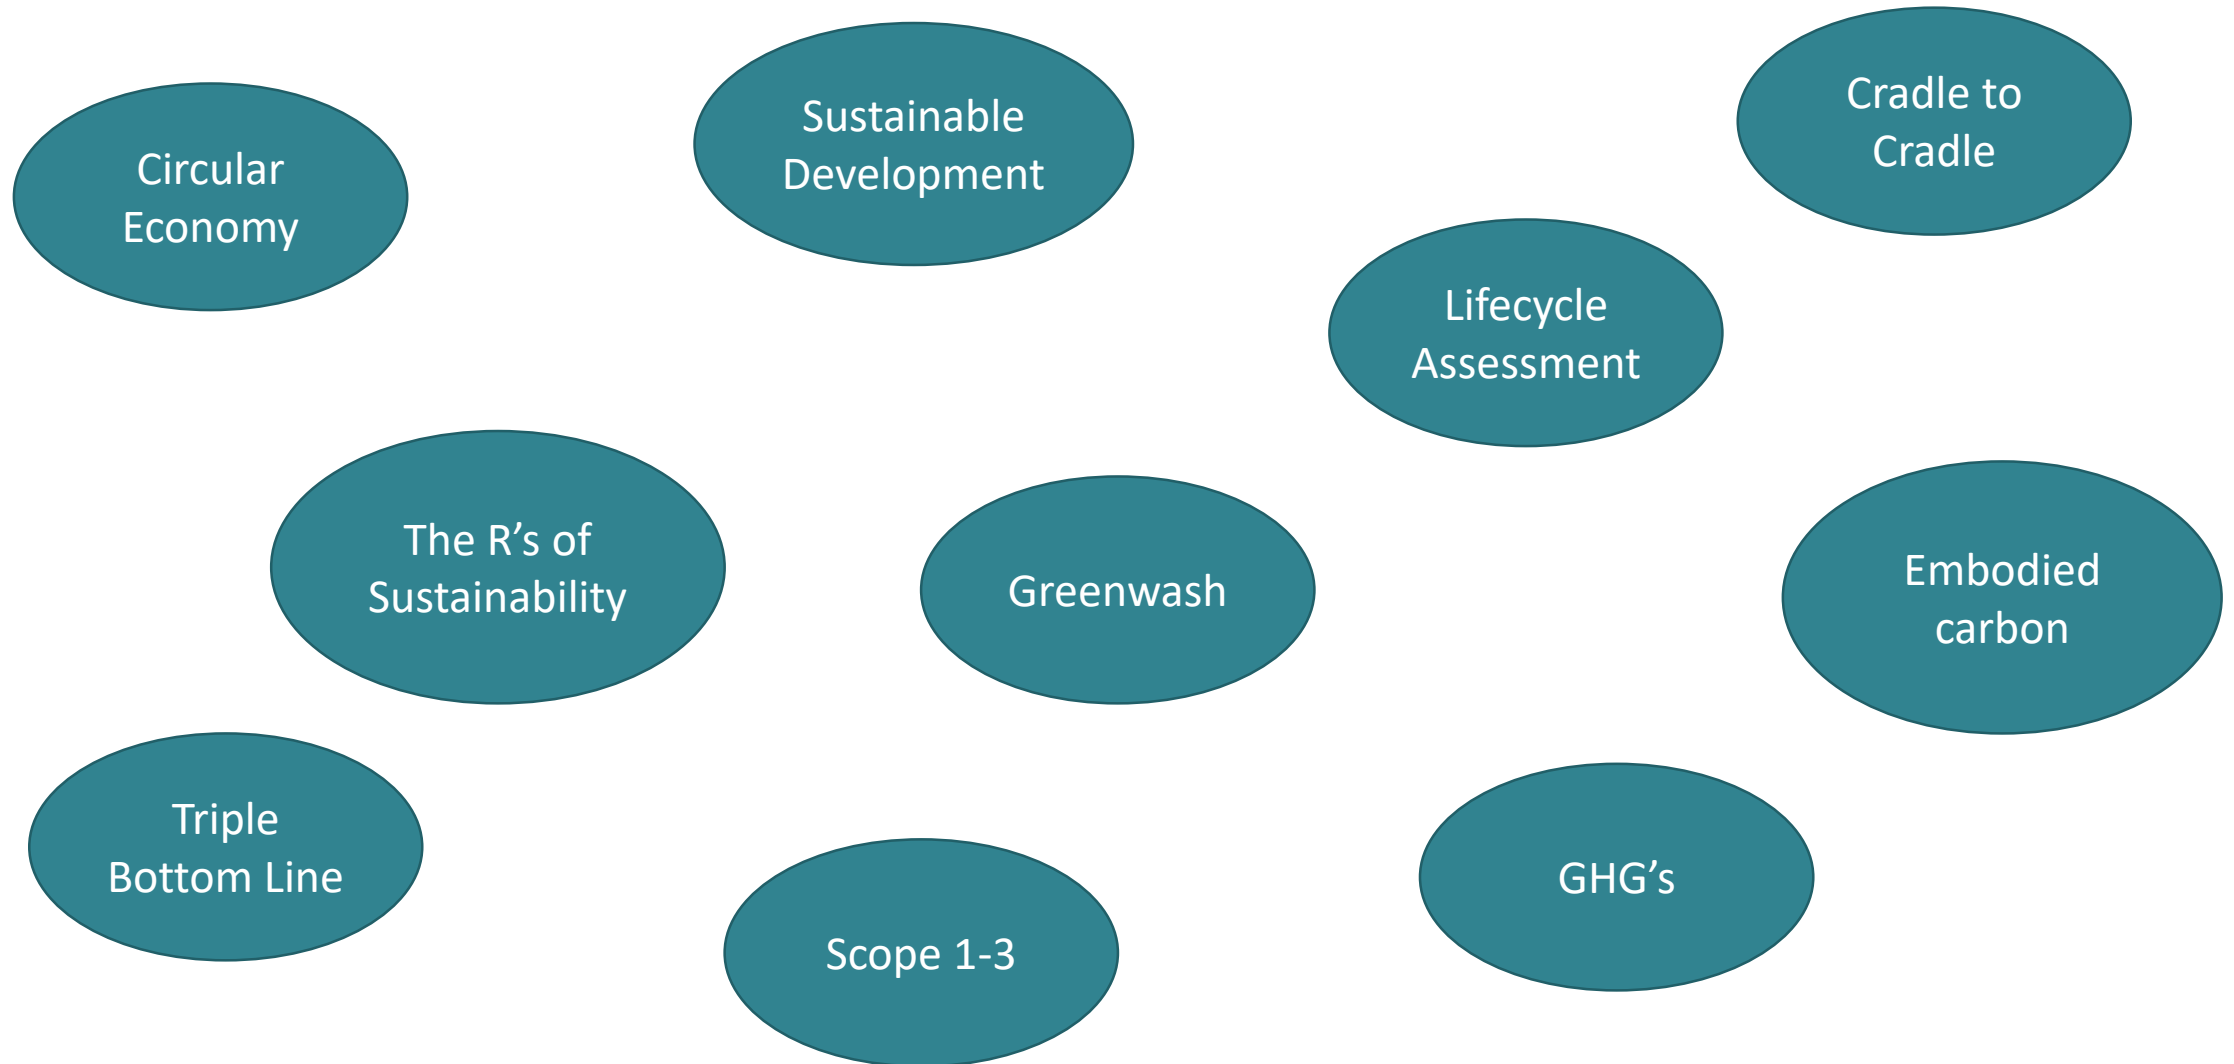 Circular
Economy
Sustainable
Development
Cradle to
Cradle
Lifecycle
Assessment
The R’s of
Sustainability
Greenwash
Embodied
carbon
Triple
Bottom Line
Scope 1-3
GHG’s